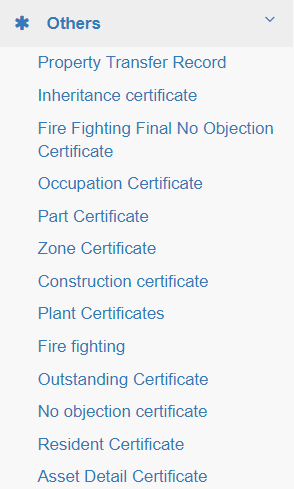 Others
Property Transfer Record
Inheritance certificate
Fire Fighting Final No Objection
Certificate
Occupation Certificate
Part Certificate
Zone Certificate
Construction certificate
Plant Certificates
Fire fighting
Outstanding Certificate
No objection certificate
Resident Certificate
Asset Detail Certificate